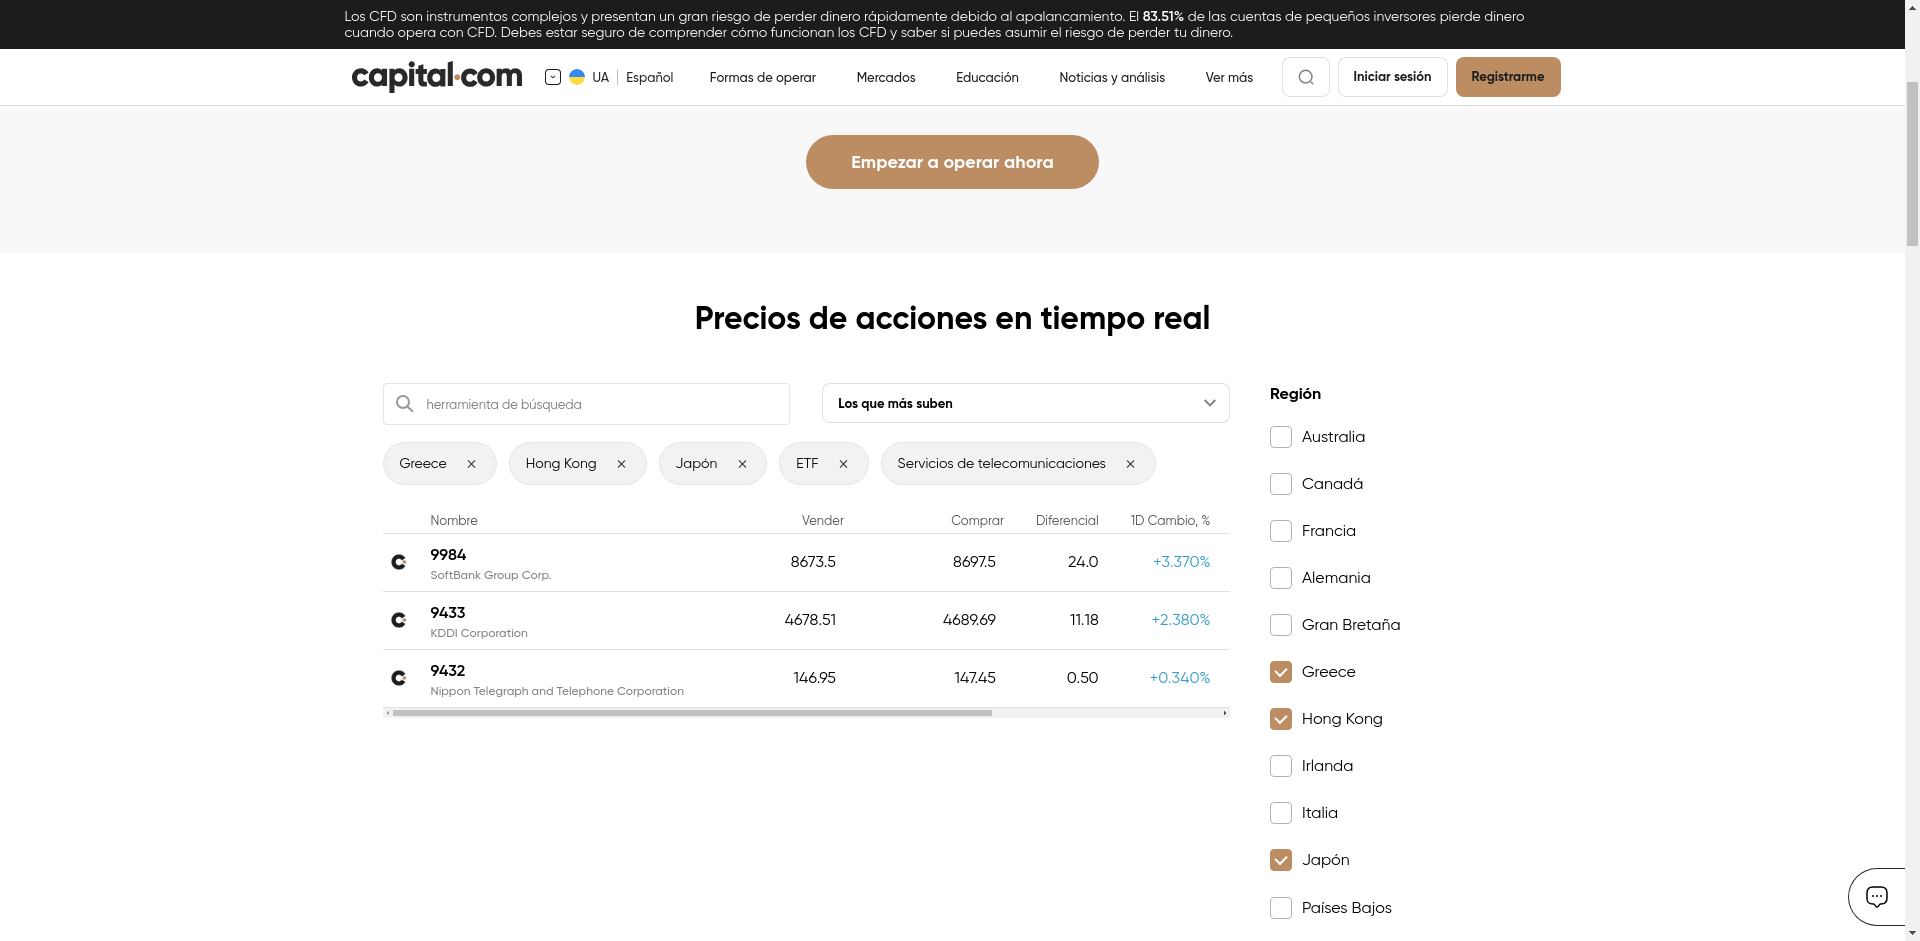 Los CFD son instrumentos complejos y presentan un gran riesgo de perder dinero rápidamente debido al apalancamiento. El 83.51% de las cuentas de pequeños inversores pierde dinero
cuando opera con CFD. Debes estar seguro de comprender cómo funcionan los CFD y saber si puedes asumir el riesgo de perder tu dinero.
capital.com UA Español Formas de operar Mercados Educación Noticias y análisis Ver más Iniciar sesión Registrarme
Empezar a operar ahora
Precios de acciones en tiempo real
herramienta de búsqueda Los que más suben
Greece Hong Kong Japón ETF Servicios de telecomunicaciones
Nombre Vender Comprar Diferencial 1D Cambio, %
9984 8673.5 8697.5 24.0 +3.370%
SoftBank Group Corp.
9433 4678.51 4689.69 11.18 +2.380%
KDDI Corporation
9432 146.95 147.45 0.50 +0.340%
Nippon Telegraph and Telephone Corporation
Región
Australia
Canadá
Francia
Alemania
Gran Bretaña
Greece
Hong Kong
Irlanda
Italia
Japón
Países Bajos